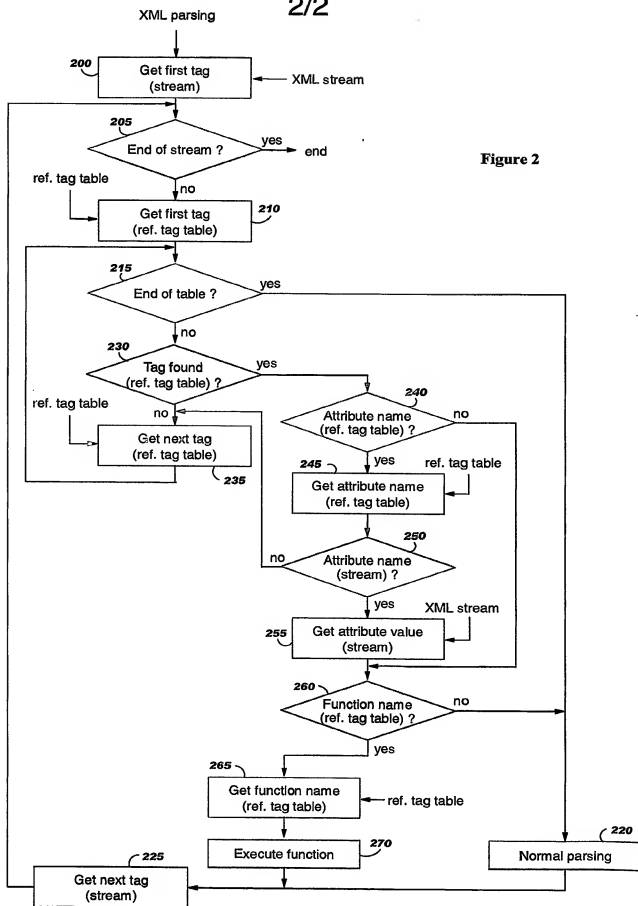 2/2
XML parsing
200
Get first tag
(stream)
XML stream
205
End of stream ?
yes
end
Figure 2
no
ref. tag table
Get first tag
(ref. tag table)
210
215
End of table ?
yes
no
230
Tag found
(ref. tag table) ?
yes
ref. tag table
no
240
Attribute name
(ref. tag table) ?
no
Get next tag
(ref. tag table)
235
yes
245
ref. tag table
Get attribute name
(ref. tag table)
250
no
Attribute name
(stream) ?
yes
XML stream
255
Get attribute value
(stream)
260
Function name
(ref. tag table) ?
no
yes
265
Get function name
(ref. tag table)
ref. tag table
270
Execute function
220
Normal parsing
225
Get next tag
(stream)